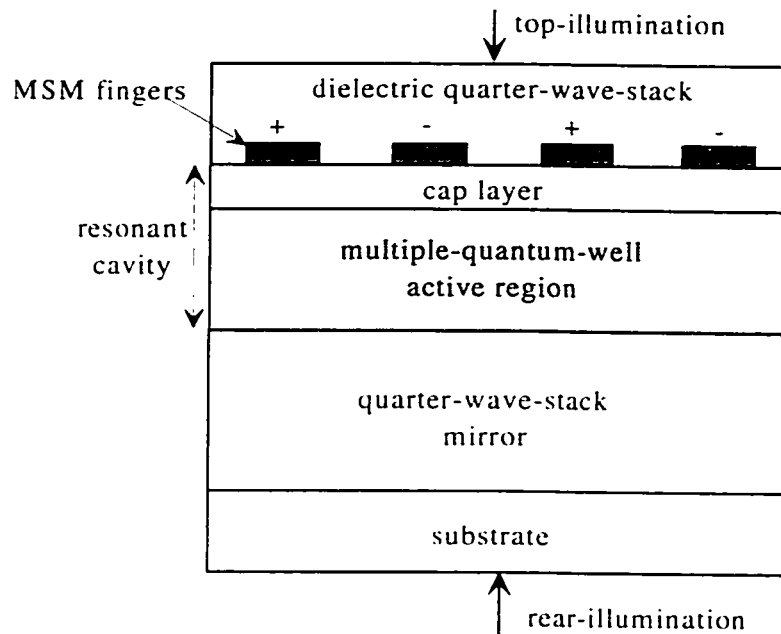 top-illumination
MSM fingers
dielectric quarter-wave-stack
+ - + -
cap layer
resonant
cavity
multiple-quantum-well
active region
quarter-wave-stack
mirror
substrate
rear-illumination